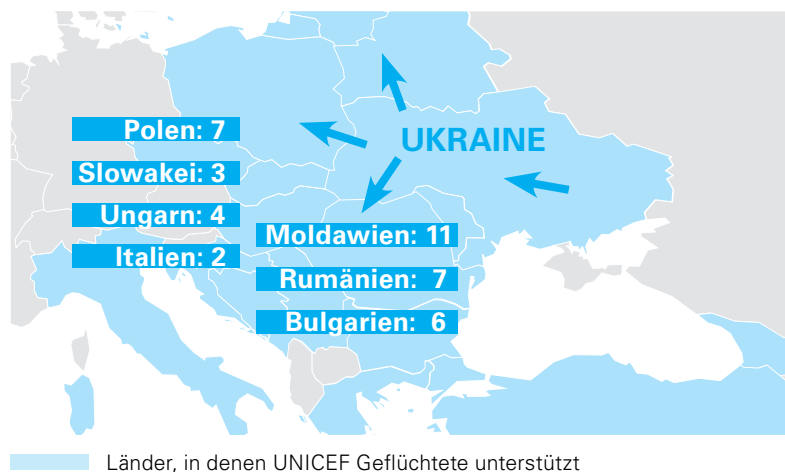 UKRAINE
Polen: 7
Slowakei: 3
Ungarn: 4
Italien: 2
Moldawien: 11
Rumänien: 7
Bulgarien: 6
Länder, in denen UNICEF Geflüchtete unterstützt